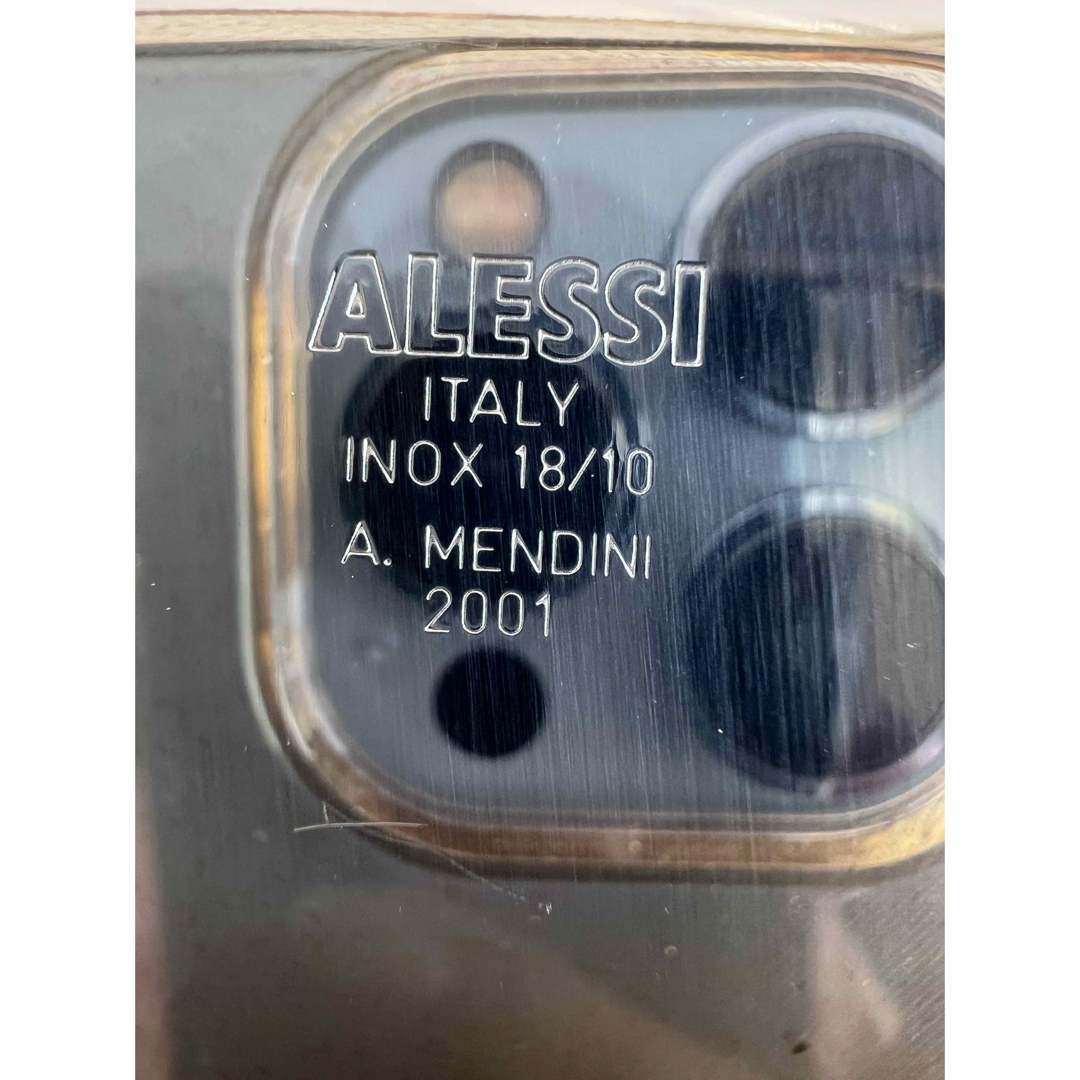 ALESSI
ITALY
INOX 18/10
A. MENDINI
2001